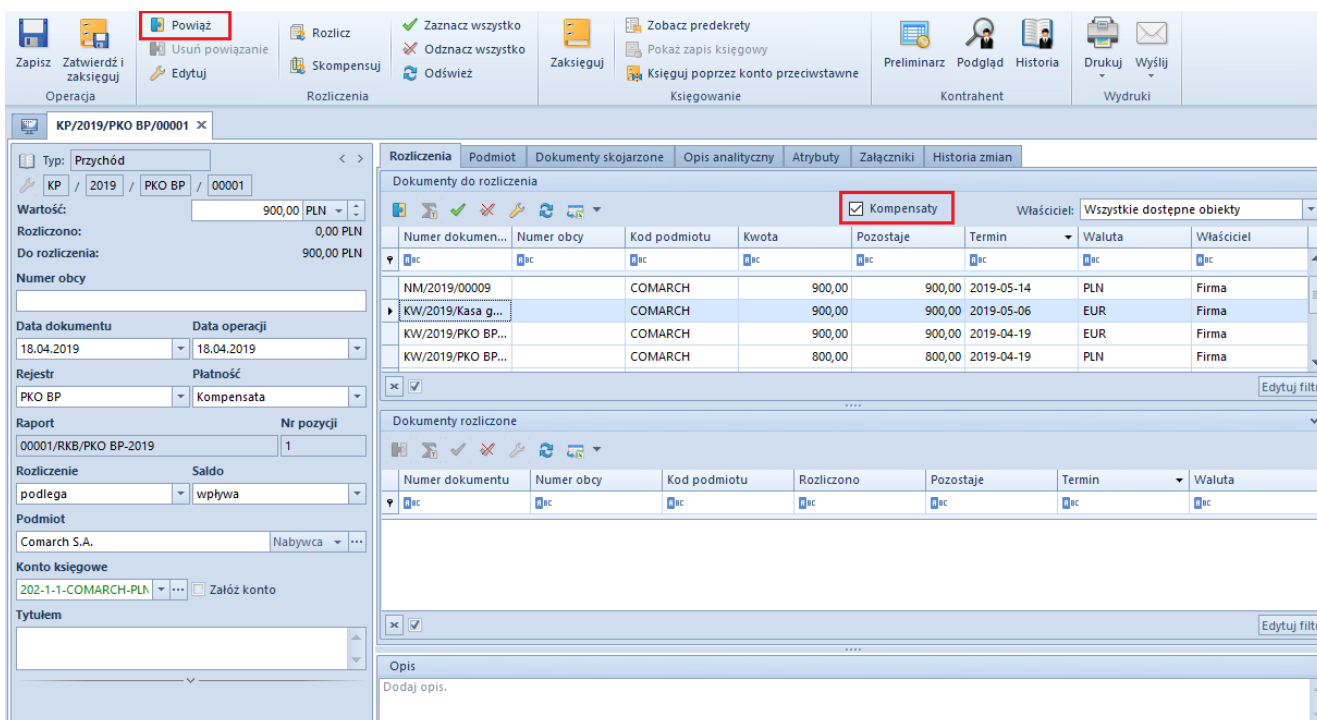 Zapisz
Zatwierdź i
zaksięguj
Operacja
Powiąż
Usuń powiązanie
Edytuj
Rozlicz
Skompensuj
Zaznacz wszystko
Odznacz wszystko
Odśwież
Rozliczenia
Zaksięguj
Zobacz predekrety
Pokaż zapis księgowy
Księguj poprzez konto przeciwstawne
Księgowanie
Preliminarz Podgląd Historia
Kontrahent
Drukuj Wyślij
Wydruki
KP/2019/PKO BP/00001
Typ: Przychód
KP / 2019 / PKO BP / 00001
Wartość: 900,00 PLN
Rozliczono: 0,00 PLN
Do rozliczenia: 900,00 PLN
Numer obcy
Data dokumentu Data operacji
18.04.2019 18.04.2019
Rejestr Płatność
PKO BP Kompensata
Raport Nr pozycji
00001/RKB/PKO BP-2019 1
Rozliczenie Saldo
podlega wpływa
Podmiot
Comarch S.A. Nabywca
Konto księgowe
202-1-1-COMARCH-PLN Załóż konto
Tytułem
Rozliczenia Podmiot Dokumenty skojarzone Opis analityczny Atrybuty Załączniki Historia zmian
Dokumenty do rozliczenia
Kompensaty Właściciel: Wszystkie dostępne obiekty
Numer dokumen... Numer obcy Kod podmiotu Kwota Pozostaje Termin Waluta Właściciel
NM/2019/00009 COMARCH 900,00 900,00 2019-05-14 PLN Firma
KW/2019/Kasa g... COMARCH 900,00 900,00 2019-05-06 EUR Firma
KW/2019/PKO BP... COMARCH 900,00 900,00 2019-04-19 EUR Firma
KW/2019/PKO BP... COMARCH 800,00 800,00 2019-04-19 PLN Firma
Edytuj filt
Dokumenty rozliczone
Numer dokumentu Numer obcy Kod podmiotu Rozliczono Pozostaje Termin Waluta
Edytuj filt
Opis
Dodaj opis.